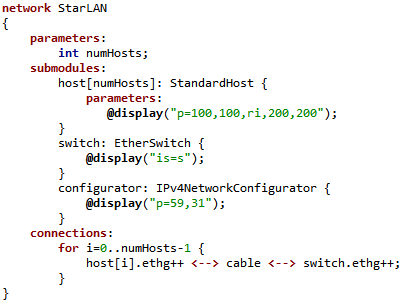 network StarLAN
{
    parameters:
        int numHosts;
    submodules:
        host[numHosts]: StandardHost {
            parameters:
               @display("p=100,100,ri,200,200");
        }
        switch: EtherSwitch {
            @display("is=s");
        }
        configurator: IPv4NetworkConfigurator {
            @display("p=59,31");
        }
    connections:
        for i=0..numHosts-1 {
            host[i].ethg++ <--> cable <--> switch.ethg++;
        }
}